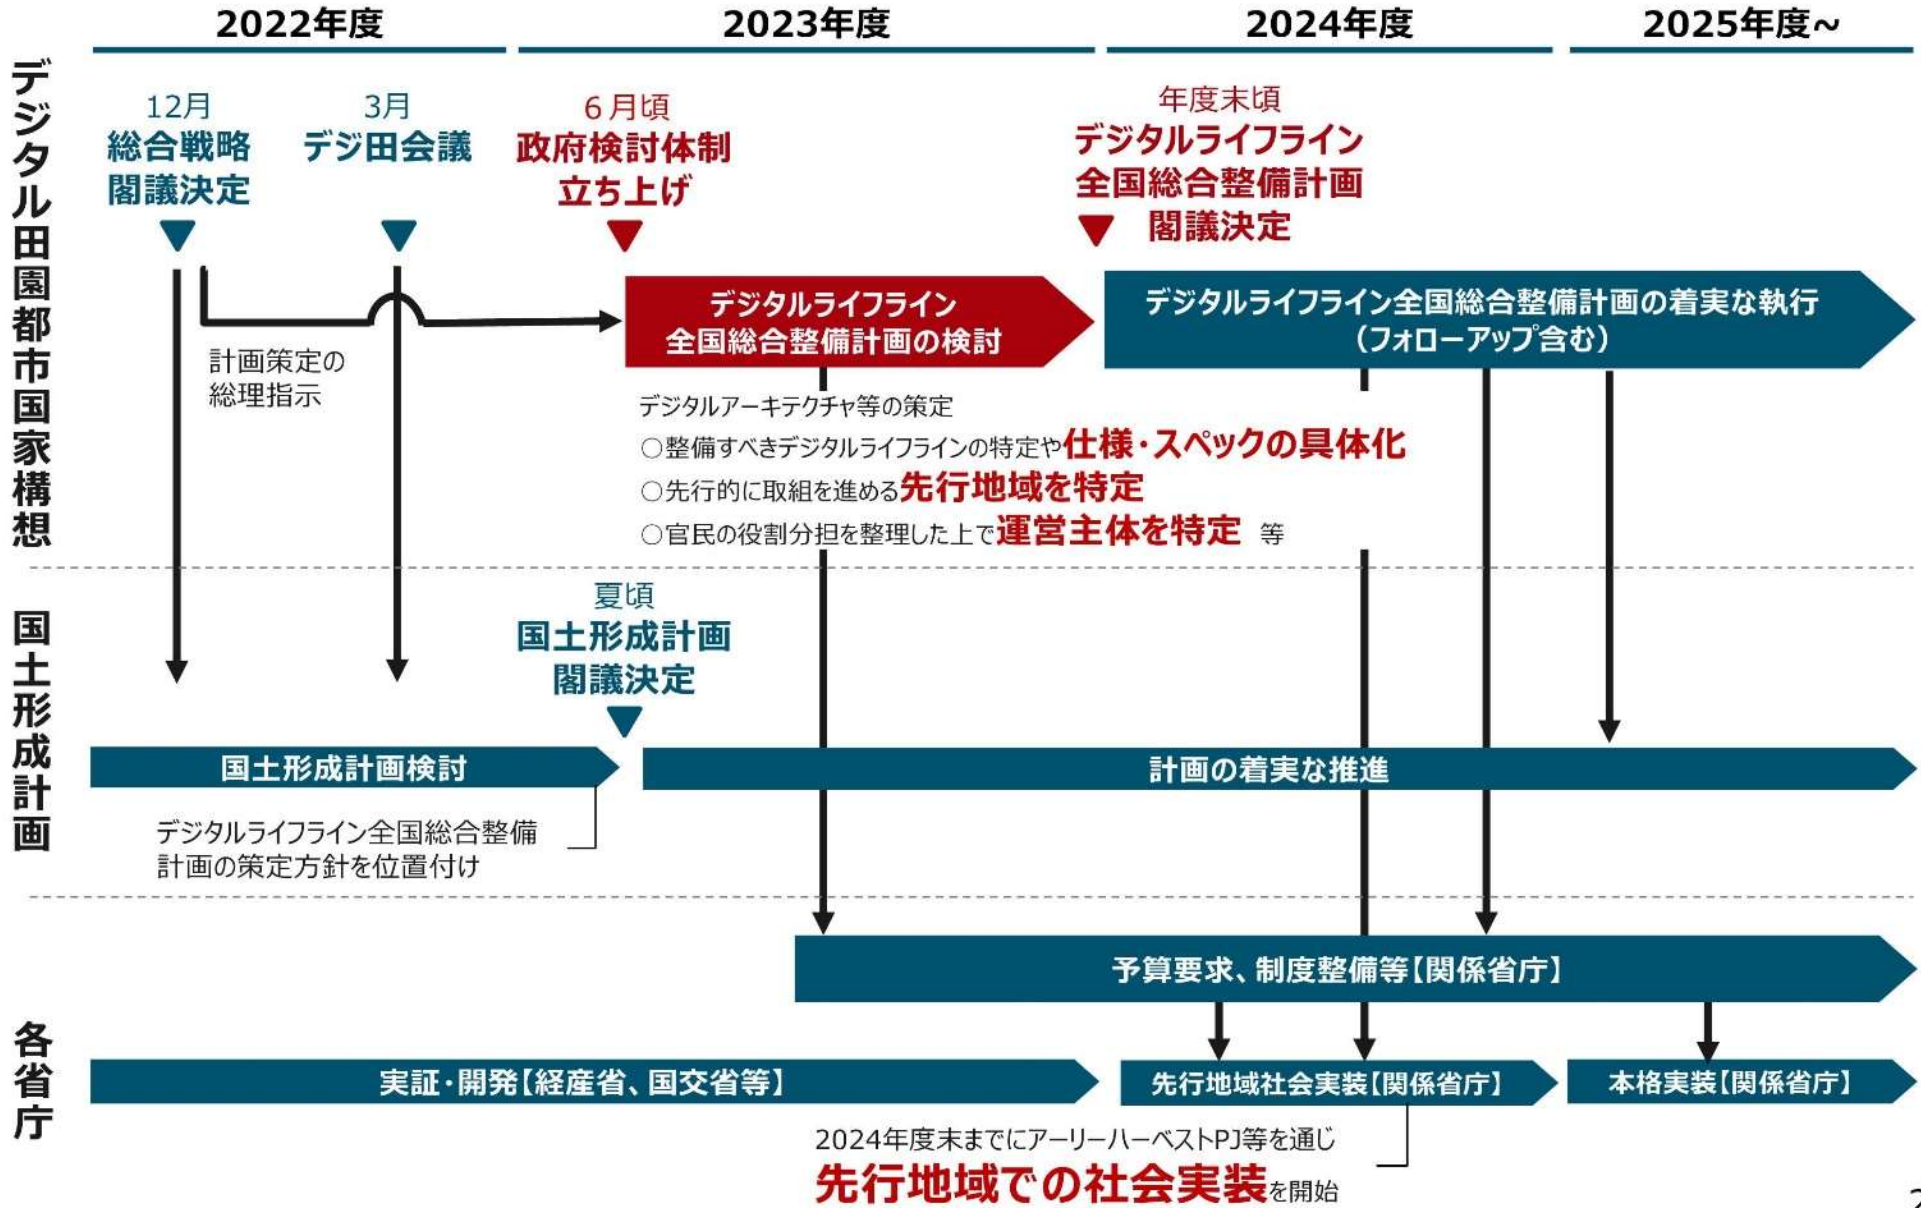 2022年度
2023年度
2024年度
2025年度~
デジタル田園都市国家構想
12月
総合戦略
閣議決定
3月
デジ田会議
6月頃
政府検討体制
立ち上げ
年度末頃
デジタルライフライン
全国総合整備計画
閣議決定
計画策定の
総理指示
デジタルライフライン
全国総合整備計画の検討
デジタルライフライン全国総合整備計画の着実な執行
（フォローアップ含む）
デジタルアーキテクチャ等の策定
○整備すべきデジタルライフラインの特定や仕様・スペックの具体化
○先行的に取組を進める先行地域を特定
○官民の役割分担を整理した上で運営主体を特定 等
国土形成計画
夏頃
国土形成計画
閣議決定
国土形成計画検討
計画の着実な推進
デジタルライフライン全国総合整備
計画の策定方針を位置付け
各省庁
予算要求、制度整備等【関係省庁】
実証・開発【経産省、国交省等】
先行地域社会実装【関係省庁】
本格実装【関係省庁】
2024年度末までにアーリーハーベストPJ等を通じ
先行地域での社会実装を開始